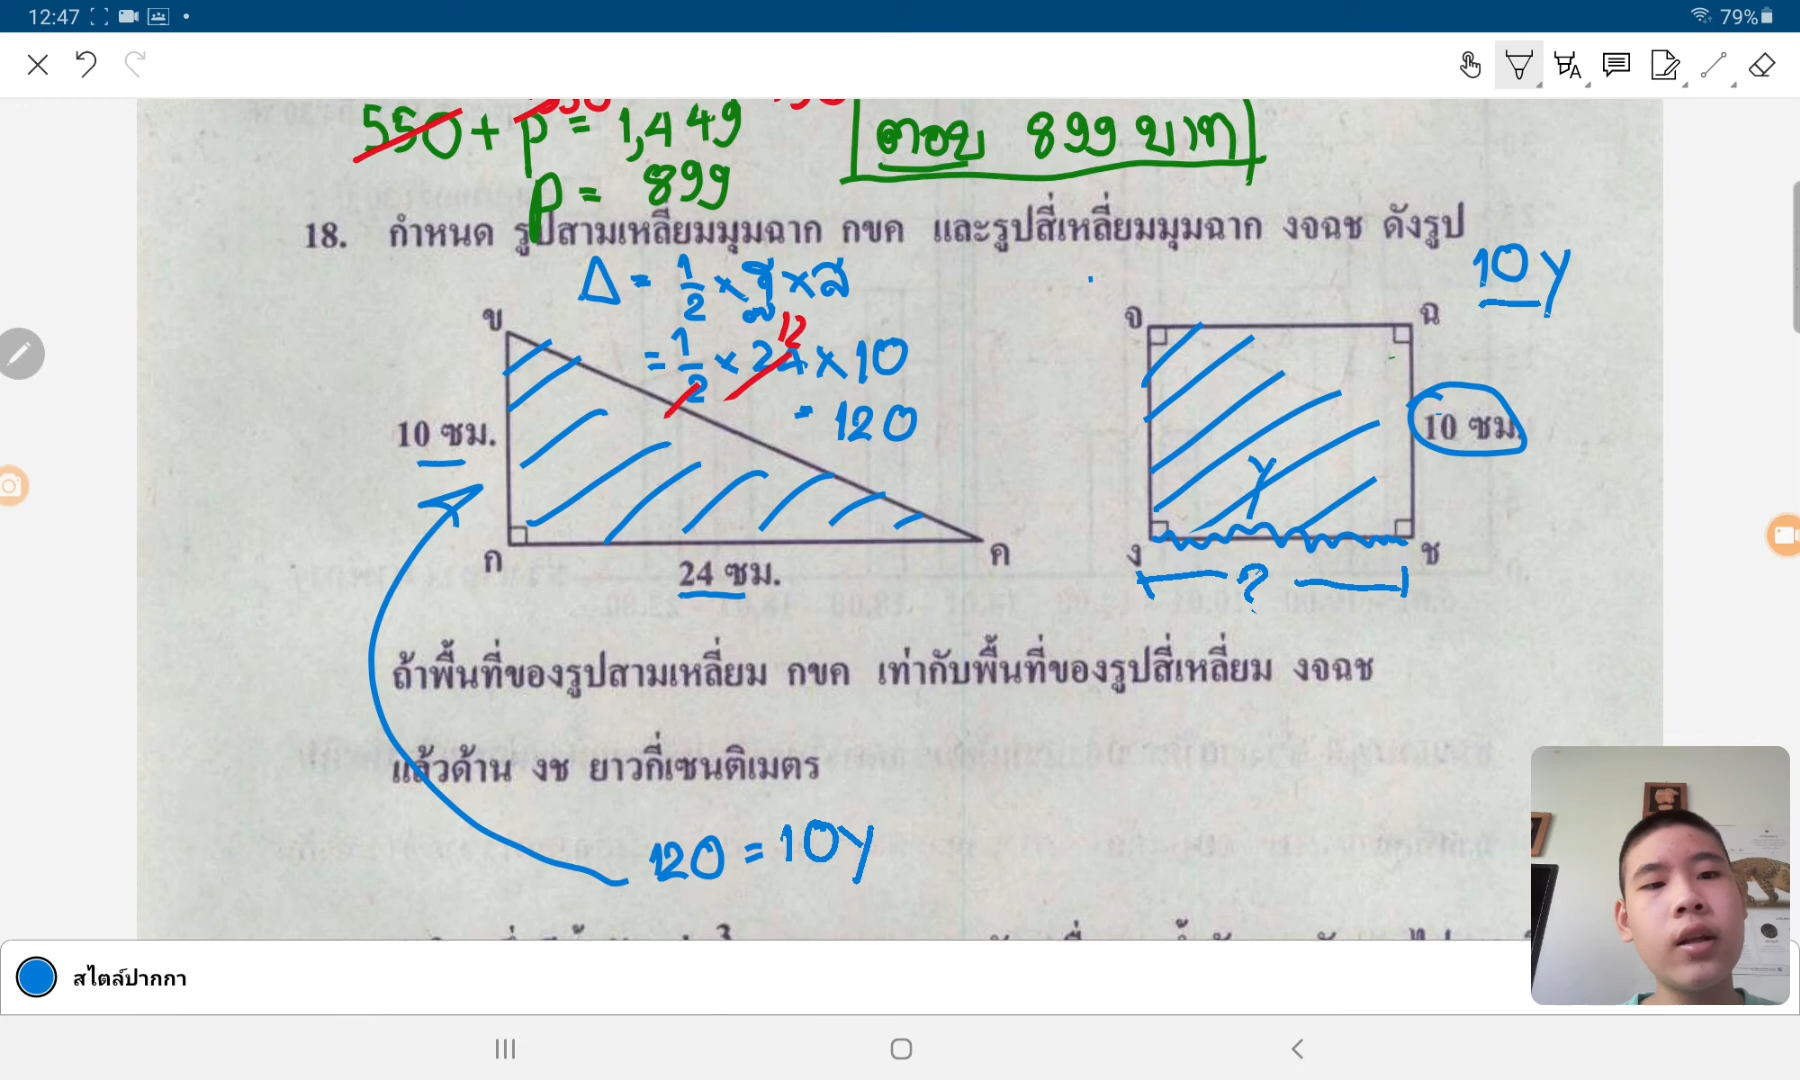 12:47
79%
550 + p = 1,449
ตอบ 899 บาท
p = 899
18. กำหนด รูปสามเหลี่ยมมุมฉาก กขค และรูปสี่เหลี่ยมมุมฉาก งจฉช ดังรูป
10y
Δ = 1/2 × ฐ × ส
ข
จ
ฉ
12
= 1/2 × 24 × 10
= 120
10 ซม.
10 ซม.
y
ก
ค
ง
ช
24 ซม.
?
ถ้าพื้นที่ของรูปสามเหลี่ยม กขค เท่ากับพื้นที่ของรูปสี่เหลี่ยม งจฉช
แล้วด้าน งช ยาวกี่เซนติเมตร
120 = 10y
สไตล์ปากกา